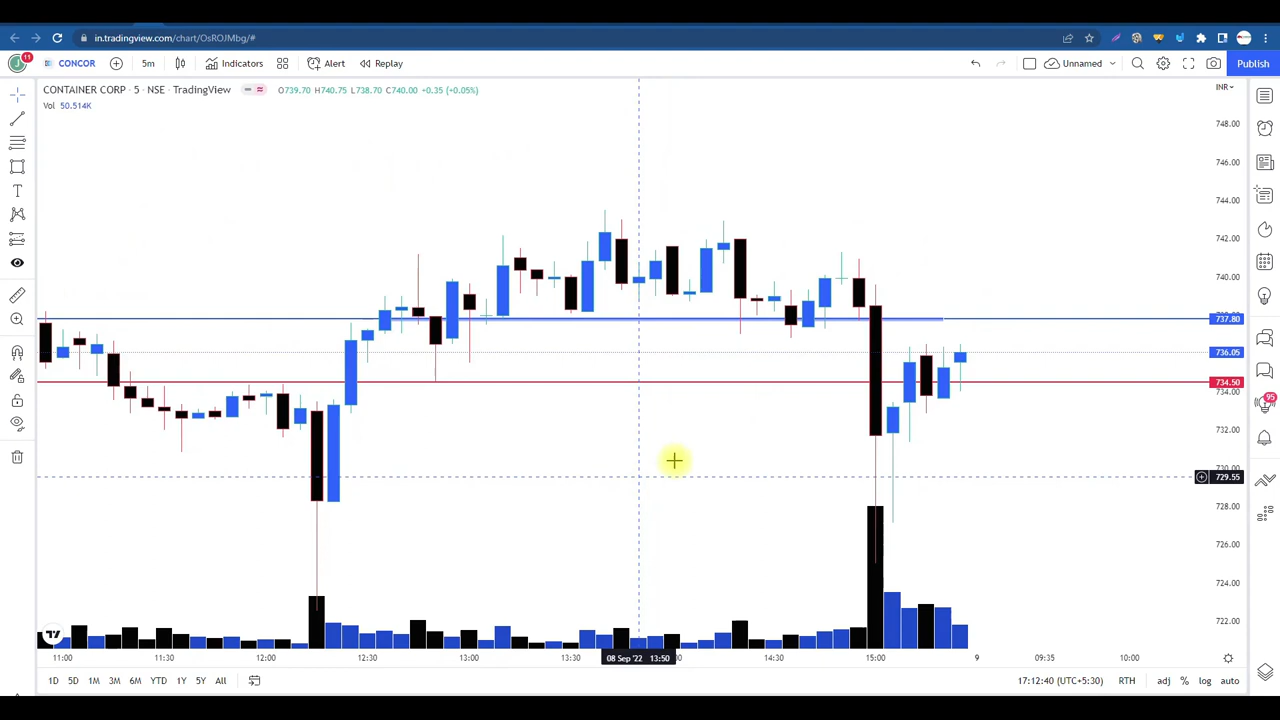 in.tradingview.com/chart/OsROJMbg/#
J 11 CONCOR 5m Indicators Alert Replay Unnamed Publish
CONTAINER CORP · 5 · NSE · TradingView O739.70 H740.75 L738.70 C740.00 +0.35 (+0.05%)
Vol 50.514K
INR
748.00
746.00
744.00
742.00
740.00
737.80
736.05
734.50
734.00
732.00
730.00
729.55
728.00
726.00
724.00
722.00
95
11:00 11:30 12:00 12:30 13:00 13:30 08 Sep '22 13:50 14:30 15:00 9 09:35 10:00
1D 5D 1M 3M 6M YTD 1Y 5Y All 17:12:40 (UTC+5:30) RTH adj % log auto